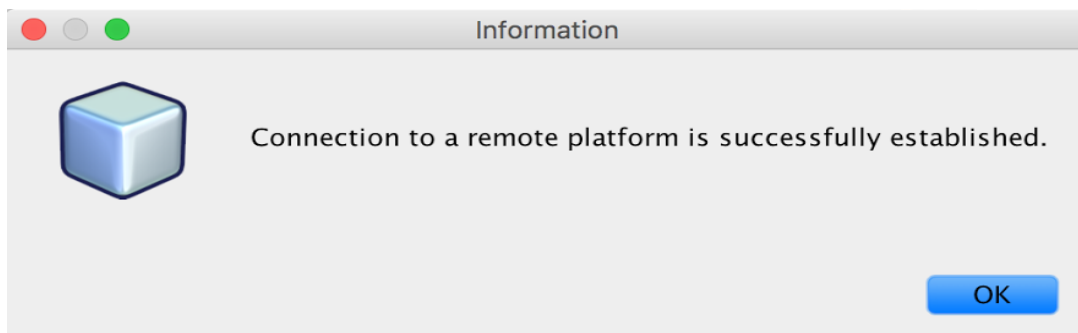 Information
Connection to a remote platform is successfully established.
OK